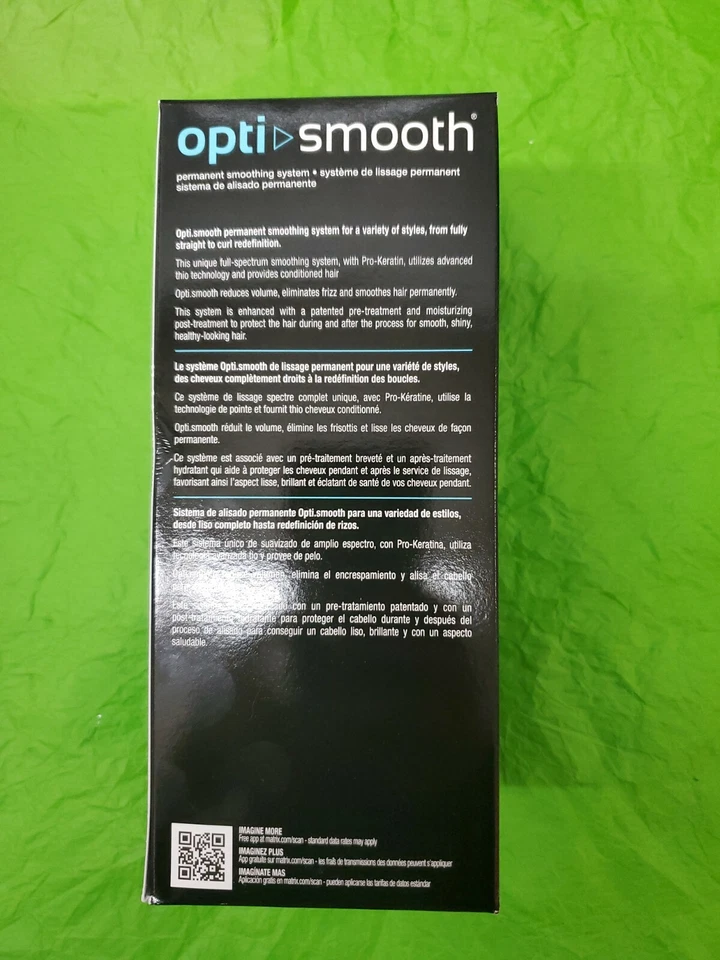 opti▷smooth®
permanent smoothing system • système de lissage permanent
sistema de alisado permanente
Opti.smooth permanent smoothing system for a variety of styles, from fully
straight to curl redefinition.
This unique full-spectrum smoothing system, with Pro-Keratin, utilizes advanced
thio technology and provides conditioned hair
Opti.smooth reduces volume, eliminates frizz and smoothes hair permanently.
This system is enhanced with a patented pre-treatment and moisturizing
post-treatment to protect the hair during and after the process for smooth, shiny,
healthy-looking hair.
Le système Opti.smooth de lissage permanent pour une variété de styles,
des cheveux complètement droits à la redéfinition des boucles.
Ce système de lissage spectre complet unique, avec Pro-Kératine, utilise la
technologie de pointe et fournit thio cheveux conditionné.
Opti.smooth réduit le volume, élimine les frisottis et lisse les cheveux de façon
permanente.
Ce système est associé avec un pré-traitement breveté et un après-traitement
hydratant qui aide à proteger les cheveux pendant et après le service de lissage,
favorisant ainsi l'aspect lisse, brillant et éclatant de santé de vos cheveux pendant.
Sistema de alisado permanente Opti.smooth para una variedad de estilos,
desde liso completo hasta redefinición de rizos.
Este sistema único de suavizado de amplio espectro, con Pro-Keratina, utiliza
tecnología avanzada tio y provee de pelo.
elimina el encrespamiento y alisa el cabello
Este con un pre-tratamiento patentado y con un
post-tratamiento hidratante para proteger el cabello durante y después del
proceso de alisado para conseguir un cabello liso, brillante y con un aspecto
saludable.
IMAGINE MORE
Free app at matrix.com/scan - standard data rates may apply
IMAGINEZ PLUS
App gratuite sur matrix.com/scan - les frais de transmissions des données peuvent s'appliquer
IMAGÍNATE MAS
Aplicación gratis en matrix.com/scan - pueden aplicarse las tarifas de datos estándar